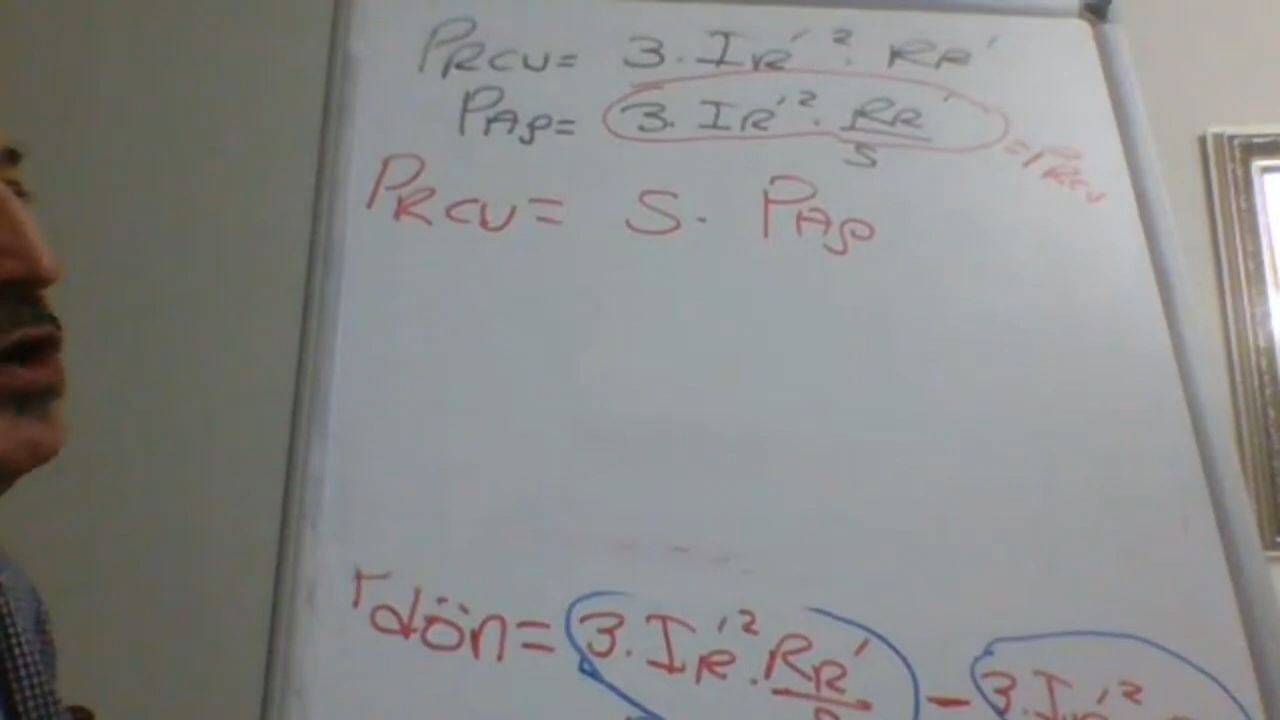 PRCU= 3. IR'². RR'
PAg= 3. IR'². RR'/S =PRCU
PRCU= S. PAg
dön= 3. IR'². RR' - 3. IR'²